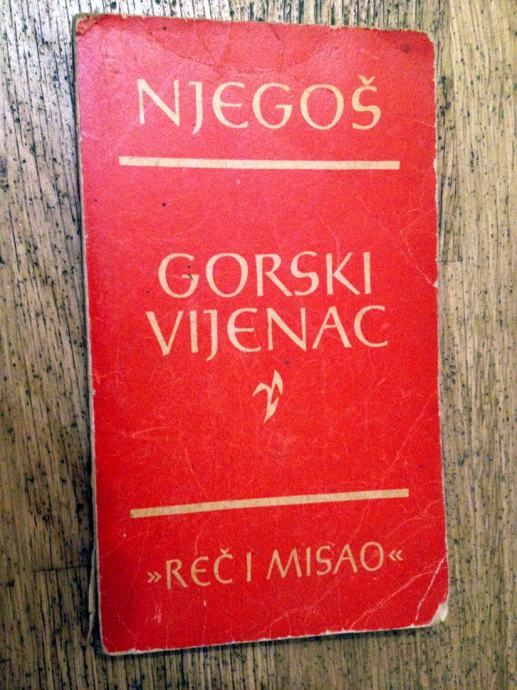 NJEGOŠ
GORSKI
VIJENAC
»REČ I MISAO«